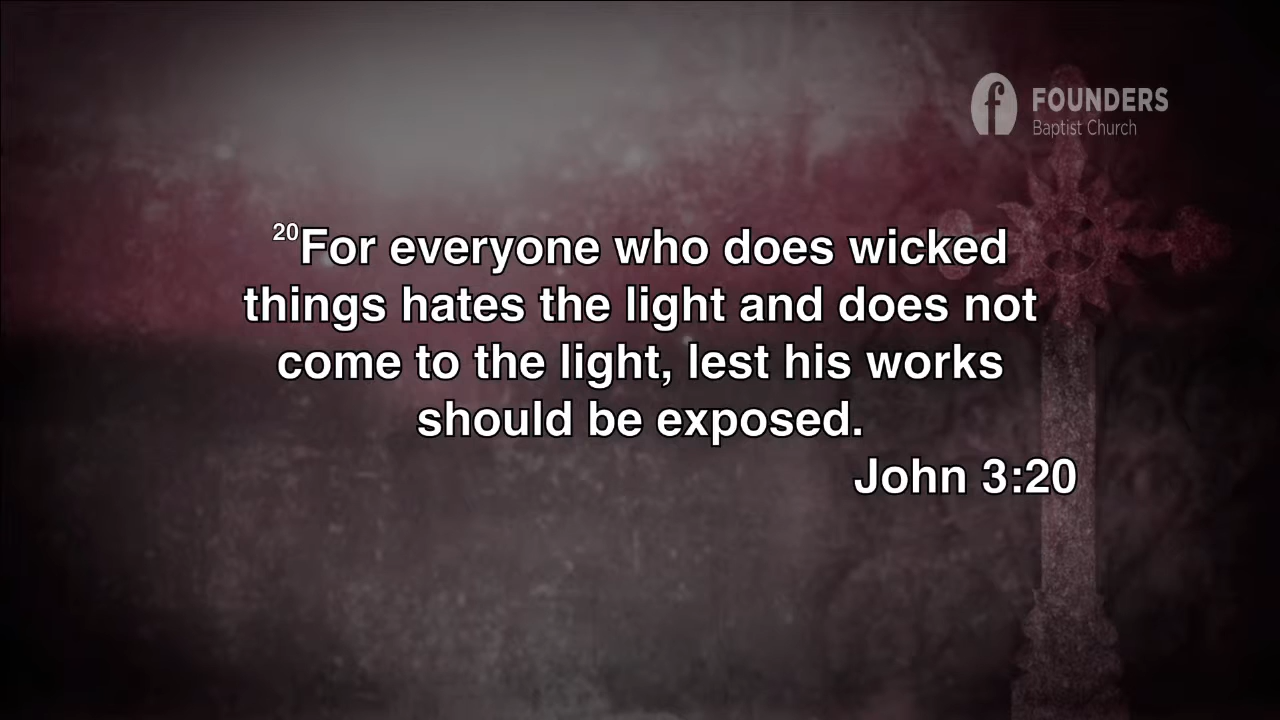 FOUNDERS
Baptist Church
20For everyone who does wicked
things hates the light and does not
come to the light, lest his works
should be exposed.
John 3:20